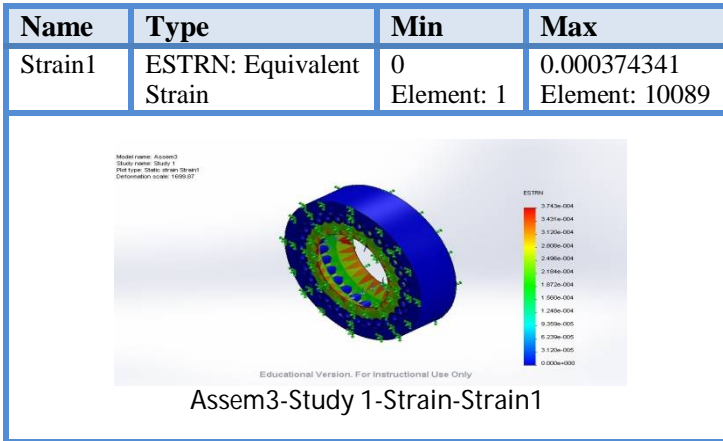 Name Type Min Max
Strain1 ESTRN: Equivalent 0 0.000374341
Strain Element: 1 Element: 10089
Model name: Assem3
Study name: Study 1
Plot type: Static strain Strain1
Deformation scale: 1699.87
ESTRN
3.743e-004
3.431e-004
3.120e-004
2.808e-004
2.496e-004
2.184e-004
1.872e-004
1.560e-004
1.248e-004
9.359e-005
6.239e-005
3.120e-005
0.000e+000
Educational Version. For Instructional Use Only
Assem3-Study 1-Strain-Strain1